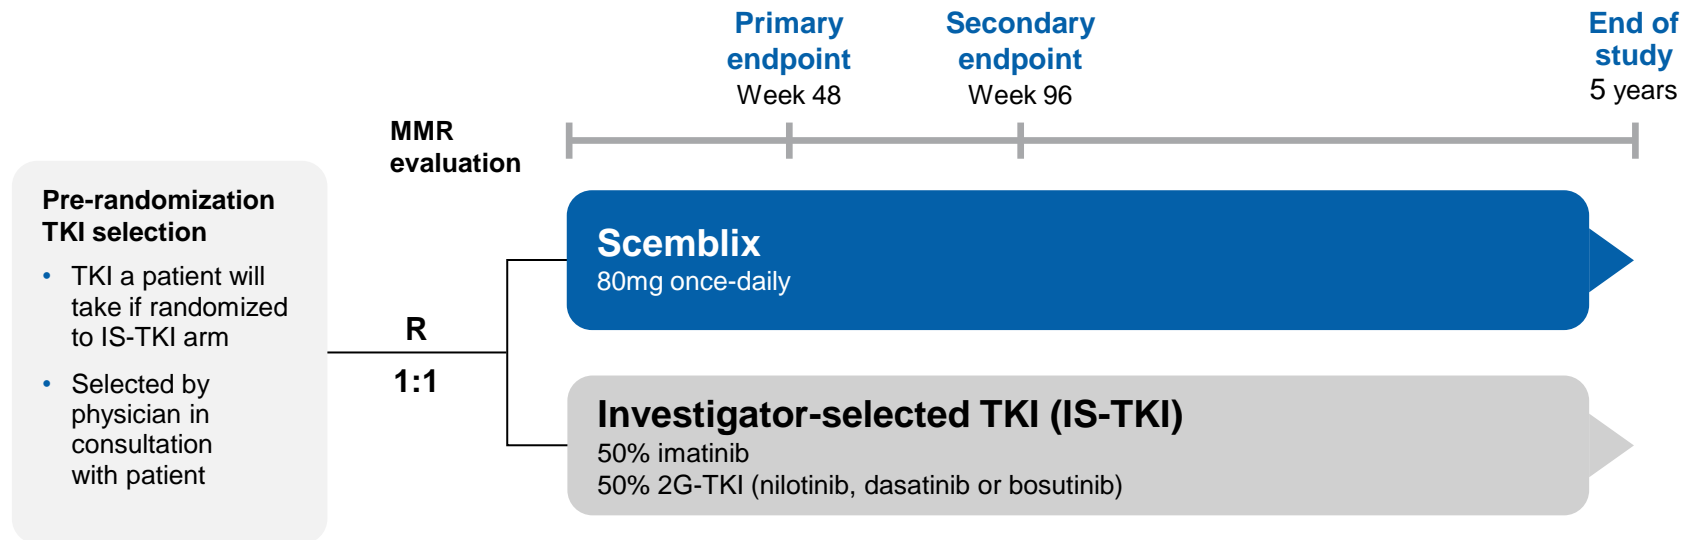 Primary
endpoint
Week 48
Secondary
endpoint
Week 96
End of
study
5 years
MMR
evaluation
Pre-randomization
TKI selection
• TKI a patient will
take if randomized
to IS-TKI arm
• Selected by
physician in
consultation
with patient
R
1:1
Scemblix
80mg once-daily
Investigator-selected TKI (IS-TKI)
50% imatinib
50% 2G-TKI (nilotinib, dasatinib or bosutinib)